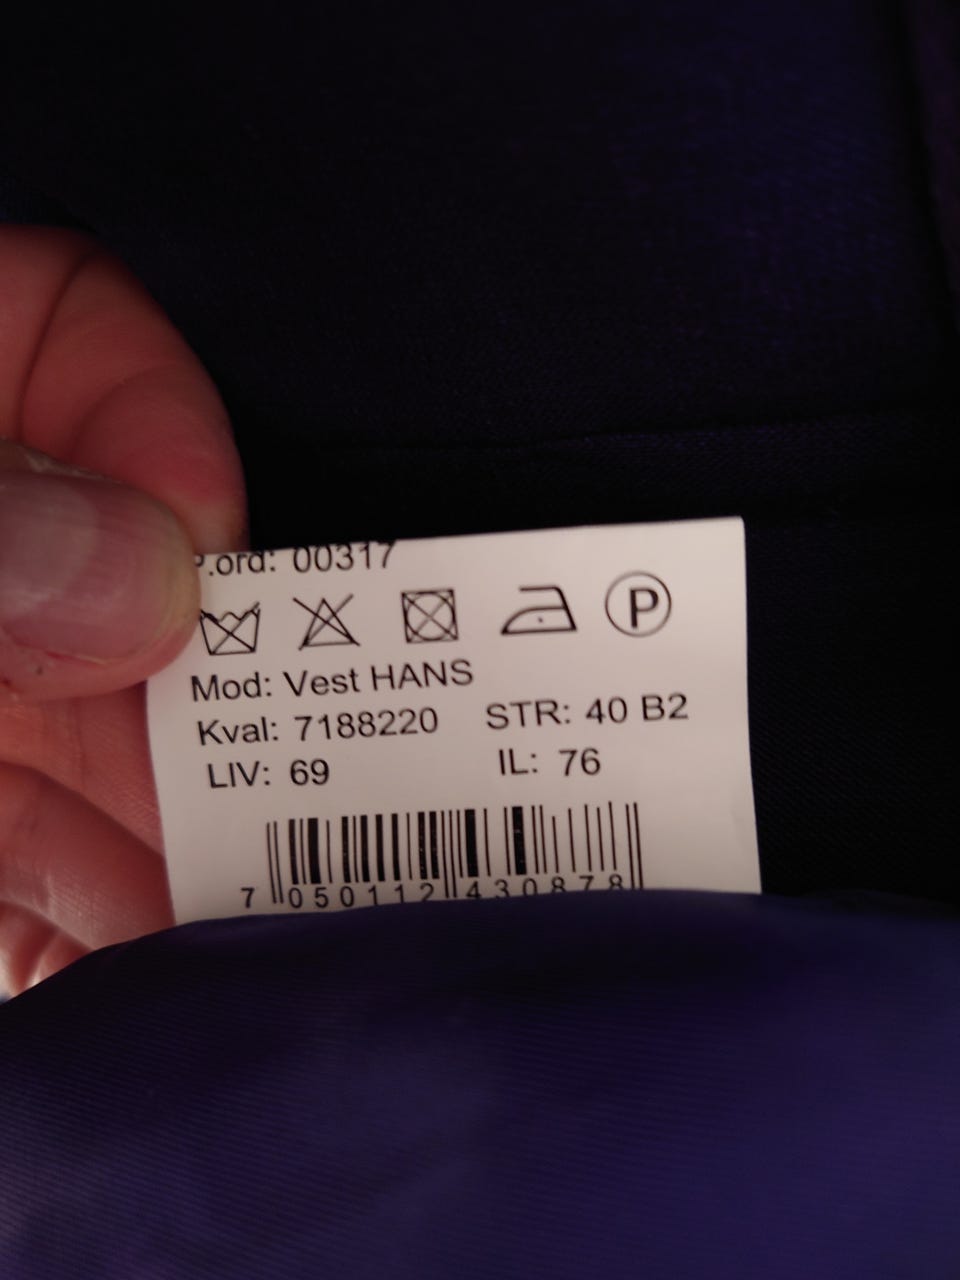 P.ord: 00317
P
Mod: Vest HANS
Kval: 7188220 STR: 40 B2
LIV: 69 IL: 76
7 050112 430878